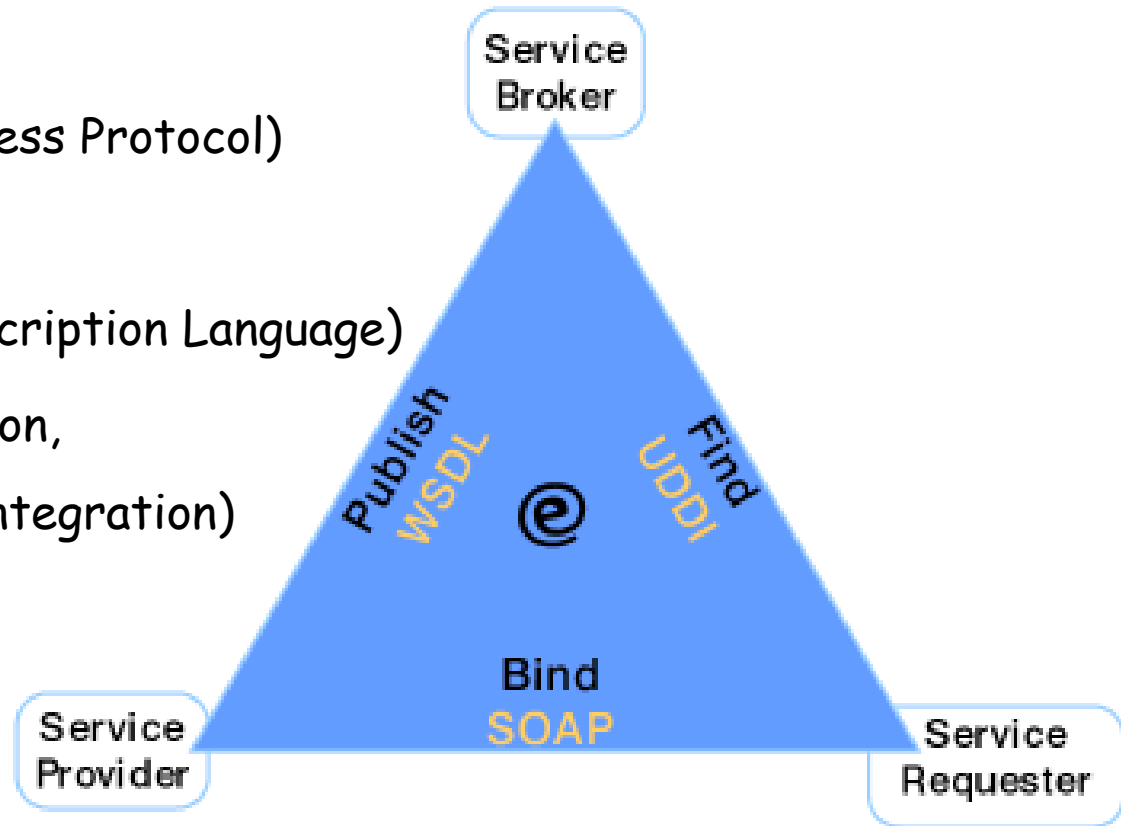 Service
Broker
ess Protocol)
cription Language)
on,
ntegration)
Publish
WSDL
Find
UDDI
@
Bind
SOAP
Service
Provider
Service
Requester